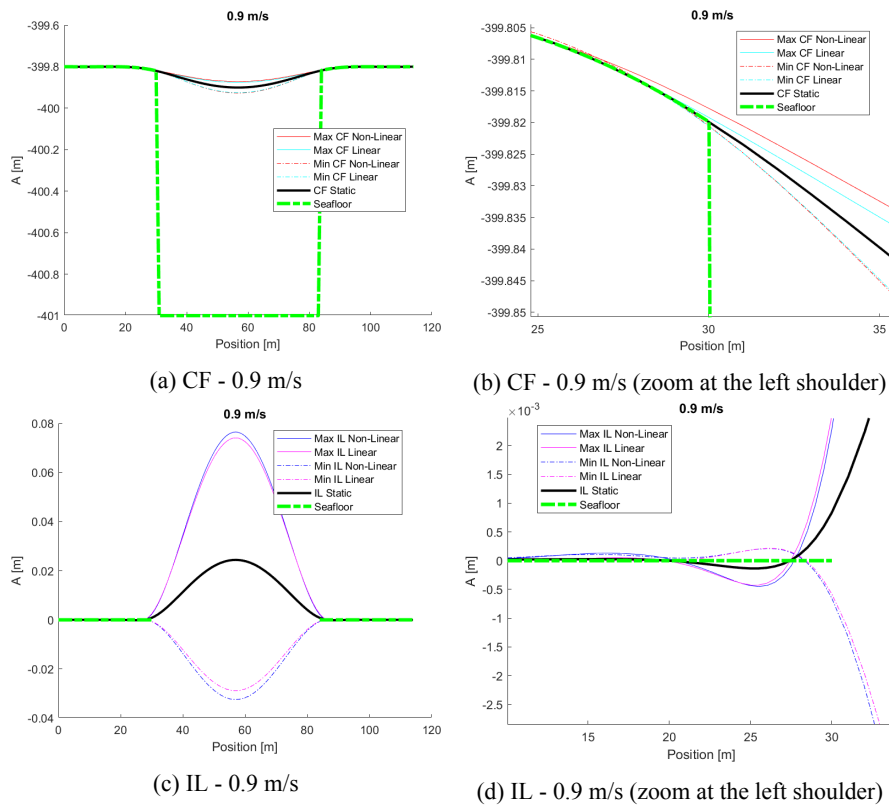 0.9 m/s
-399.6
-399.8
-400
-400.2
-400.4
-400.6
-400.8
-401
A [m]
Max CF Non-Linear
Max CF Linear
Min CF Non-Linear
Min CF Linear
CF Static
Seafloor
0 20 40 60 80 100 120
Position [m]
(a) CF - 0.9 m/s
0.9 m/s
-399.805
-399.81
-399.815
-399.82
-399.825
-399.83
-399.835
-399.84
-399.845
-399.85
A [m]
Max CF Non-Linear
Max CF Linear
Min CF Non-Linear
Min CF Linear
CF Static
Seafloor
25 30 35
Position [m]
(b) CF - 0.9 m/s (zoom at the left shoulder)
0.9 m/s
0.08
0.06
0.04
0.02
0
-0.02
-0.04
A [m]
Max IL Non-Linear
Max IL Linear
Min IL Non-Linear
Min IL Linear
IL Static
Seafloor
0 20 40 60 80 100 120
Position [m]
(c) IL - 0.9 m/s
×10-3
0.9 m/s
2
1.5
1
0.5
0
-0.5
-1
-1.5
-2
-2.5
A [m]
Max IL Non-Linear
Max IL Linear
Min IL Non-Linear
Min IL Linear
IL Static
Seafloor
15 20 25 30
Position [m]
(d) IL - 0.9 m/s (zoom at the left shoulder)